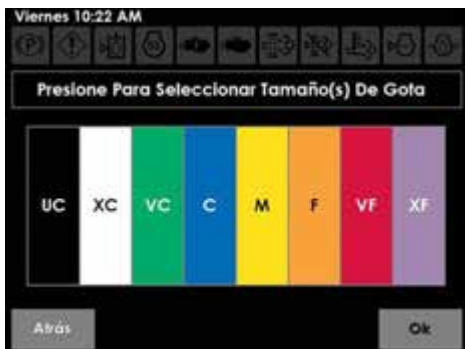 Viernes 10:22 AM
Presione Para Seleccionar Tamaño(s) De Gota
UC XC VC C M F VF XF
Atrás Ok